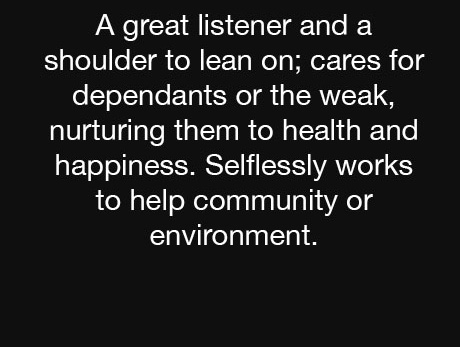 A great listener and a
shoulder to lean on; cares for
dependants or the weak,
nurturing them to health and
happiness. Selflessly works
to help community or
environment.